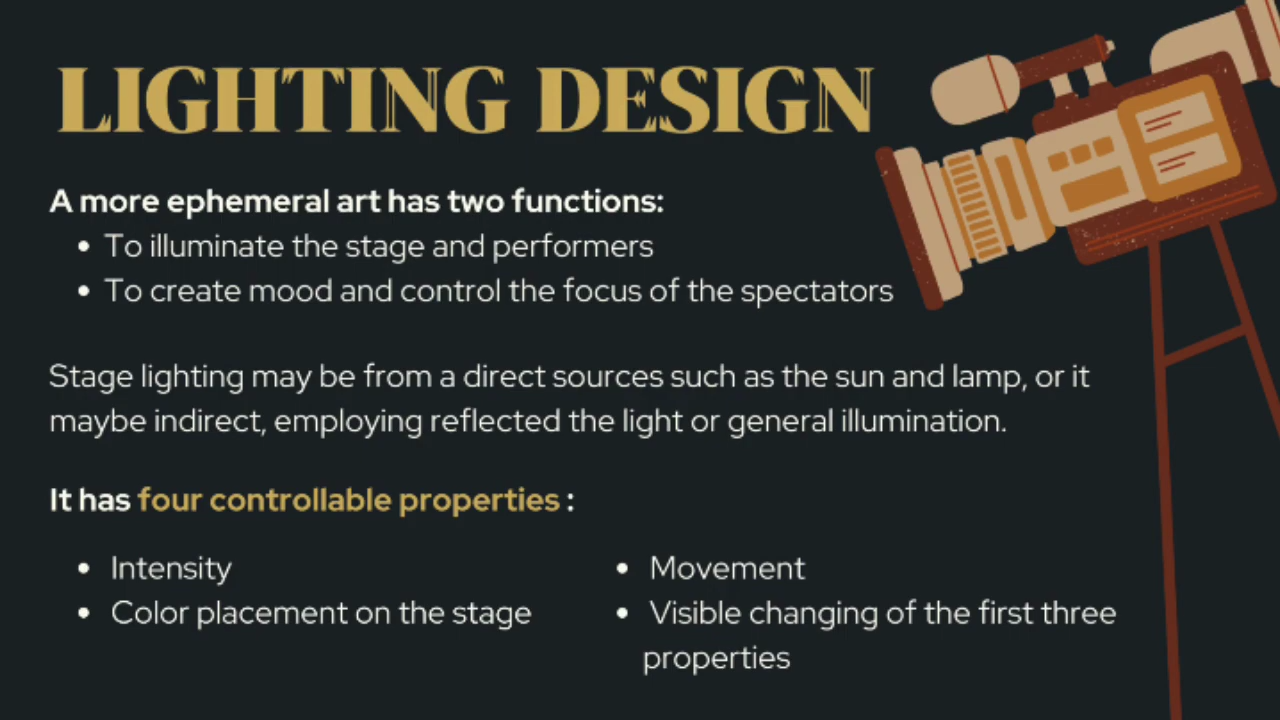 LIGHTING DESIGN
A more ephemeral art has two functions:
• To illuminate the stage and performers
• To create mood and control the focus of the spectators
Stage lighting may be from a direct sources such as the sun and lamp, or it
maybe indirect, employing reflected the light or general illumination.
It has four controllable properties :
• Intensity
• Color placement on the stage
• Movement
• Visible changing of the first three
properties